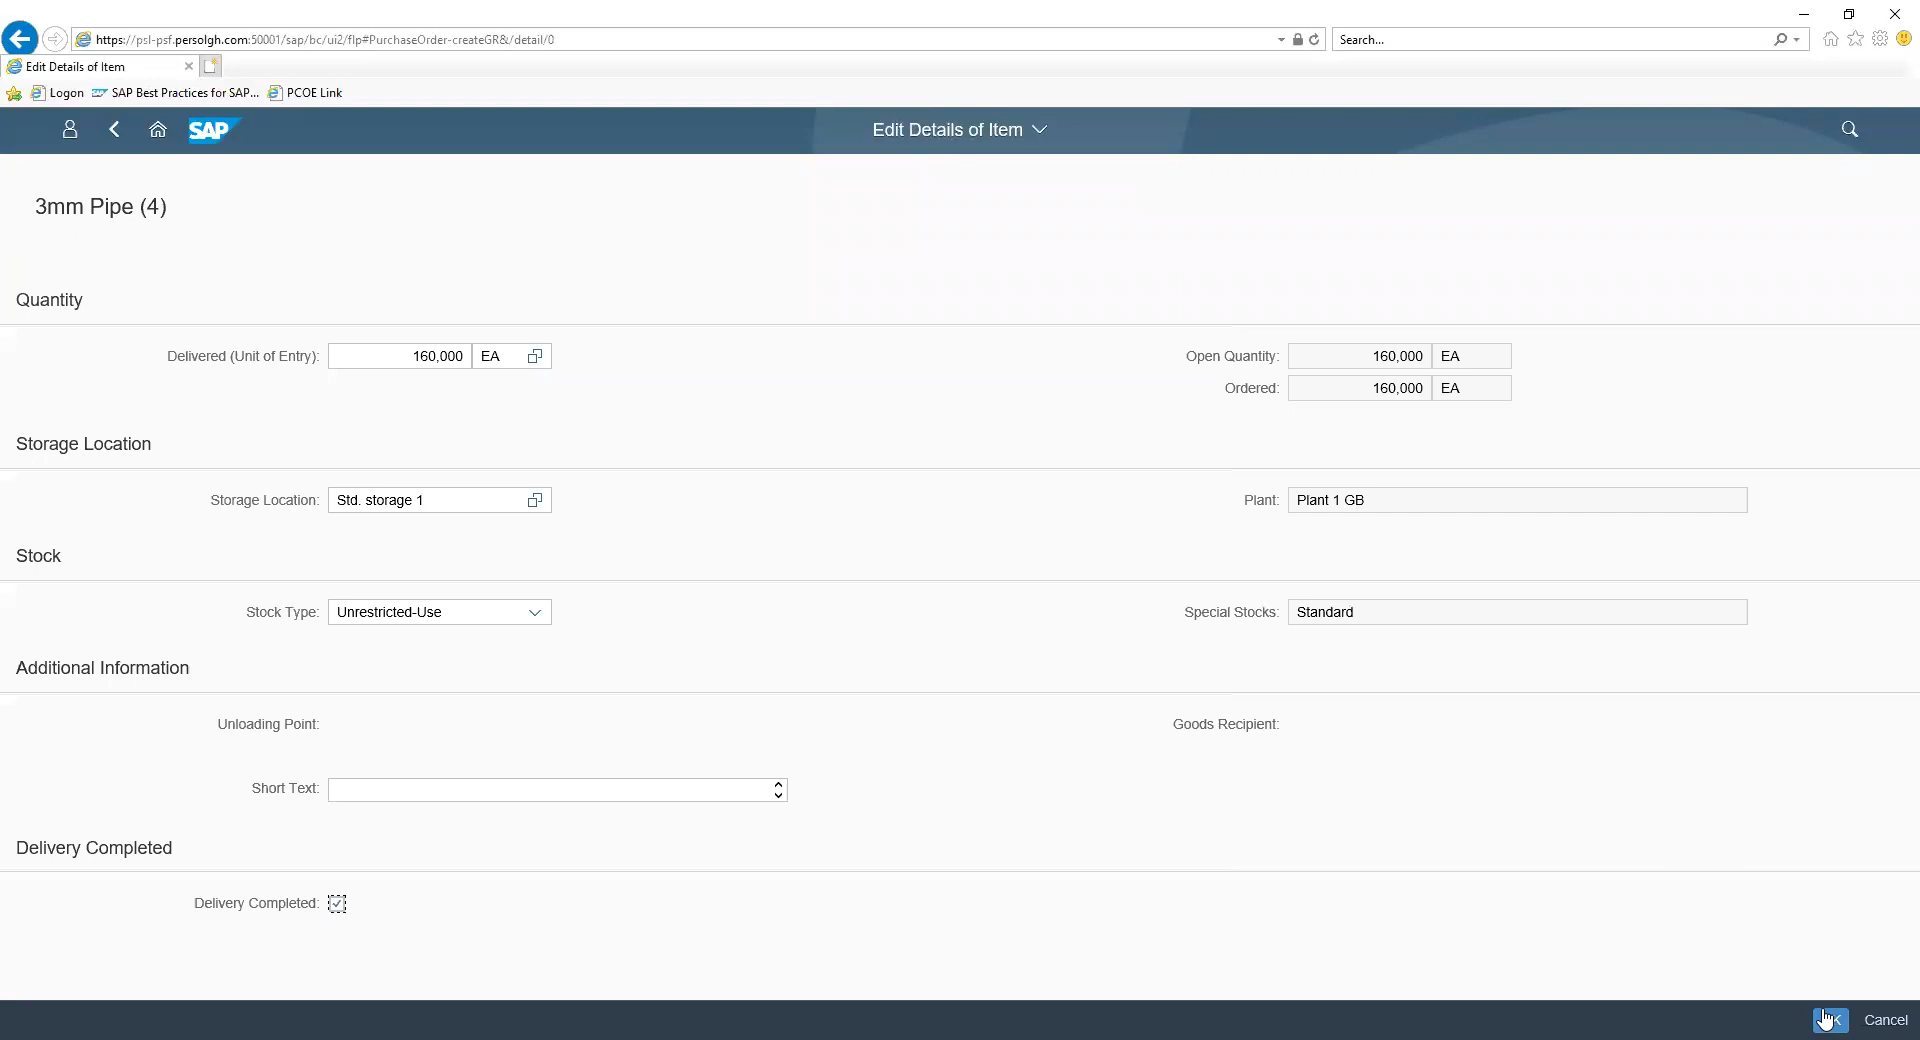 https://psl-psf.persolgh.com:50001/sap/bc/ui2/flp#PurchaseOrder-createGR&/detail/0
Search...
Edit Details of Item
Logon
SAP Best Practices for SAP...
PCOE Link
SAP
Edit Details of Item
3mm Pipe (4)
Quantity
Delivered (Unit of Entry): 160,000 EA
Open Quantity: 160,000 EA
Ordered: 160,000 EA
Storage Location
Storage Location: Std. storage 1
Plant: Plant 1 GB
Stock
Stock Type: Unrestricted-Use
Special Stocks: Standard
Additional Information
Unloading Point:
Goods Recipient:
Short Text:
Delivery Completed
Delivery Completed:
Cancel